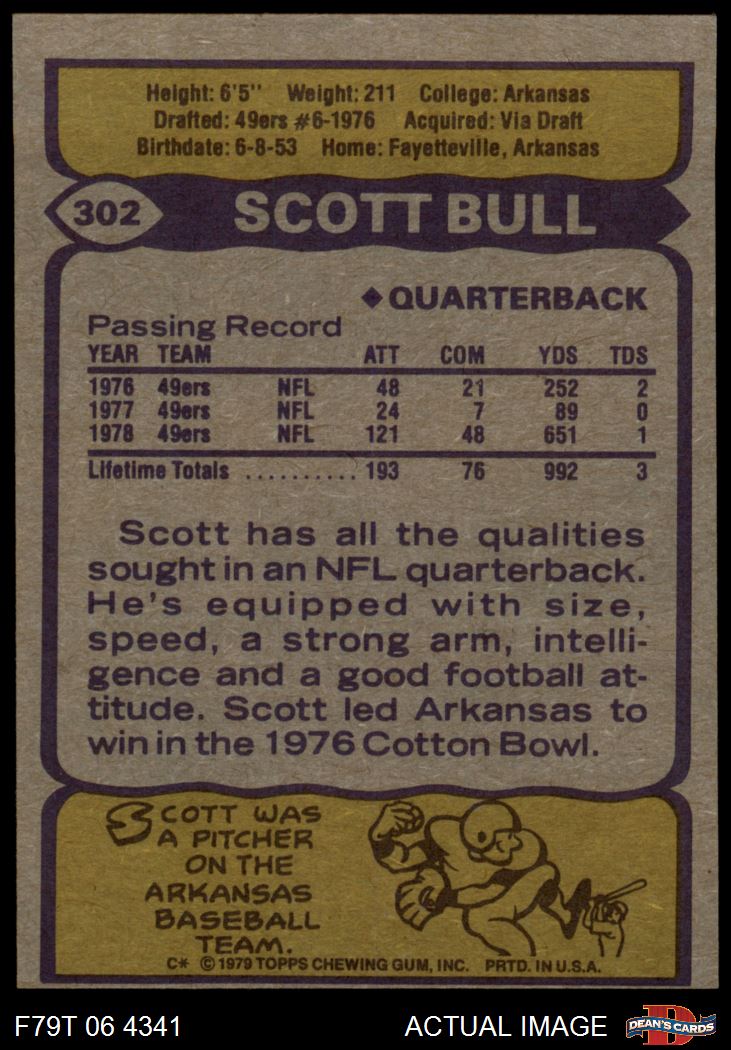 Height: 6'5'' Weight: 211 College: Arkansas
Drafted: 49ers #6-1976 Acquired: Via Draft
Birthdate: 6-8-53 Home: Fayetteville, Arkansas
302 SCOTT BULL
◆ QUARTERBACK
Passing Record
YEAR TEAM ATT COM YDS TDS
1976 49ers NFL 48 21 252 2
1977 49ers NFL 24 7 89 0
1978 49ers NFL 121 48 651 1
Lifetime Totals .......... 193 76 992 3
Scott has all the qualities
sought in an NFL quarterback.
He's equipped with size,
speed, a strong arm, intelli-
gence and a good football at-
titude. Scott led Arkansas to
win in the 1976 Cotton Bowl.
SCOTT WAS
A PITCHER
ON THE
ARKANSAS
BASEBALL
TEAM.
C* © 1979 TOPPS CHEWING GUM, INC. PRTD. IN U.S.A.
F79T 06 4341 ACTUAL IMAGE D DEAN'S CARDS